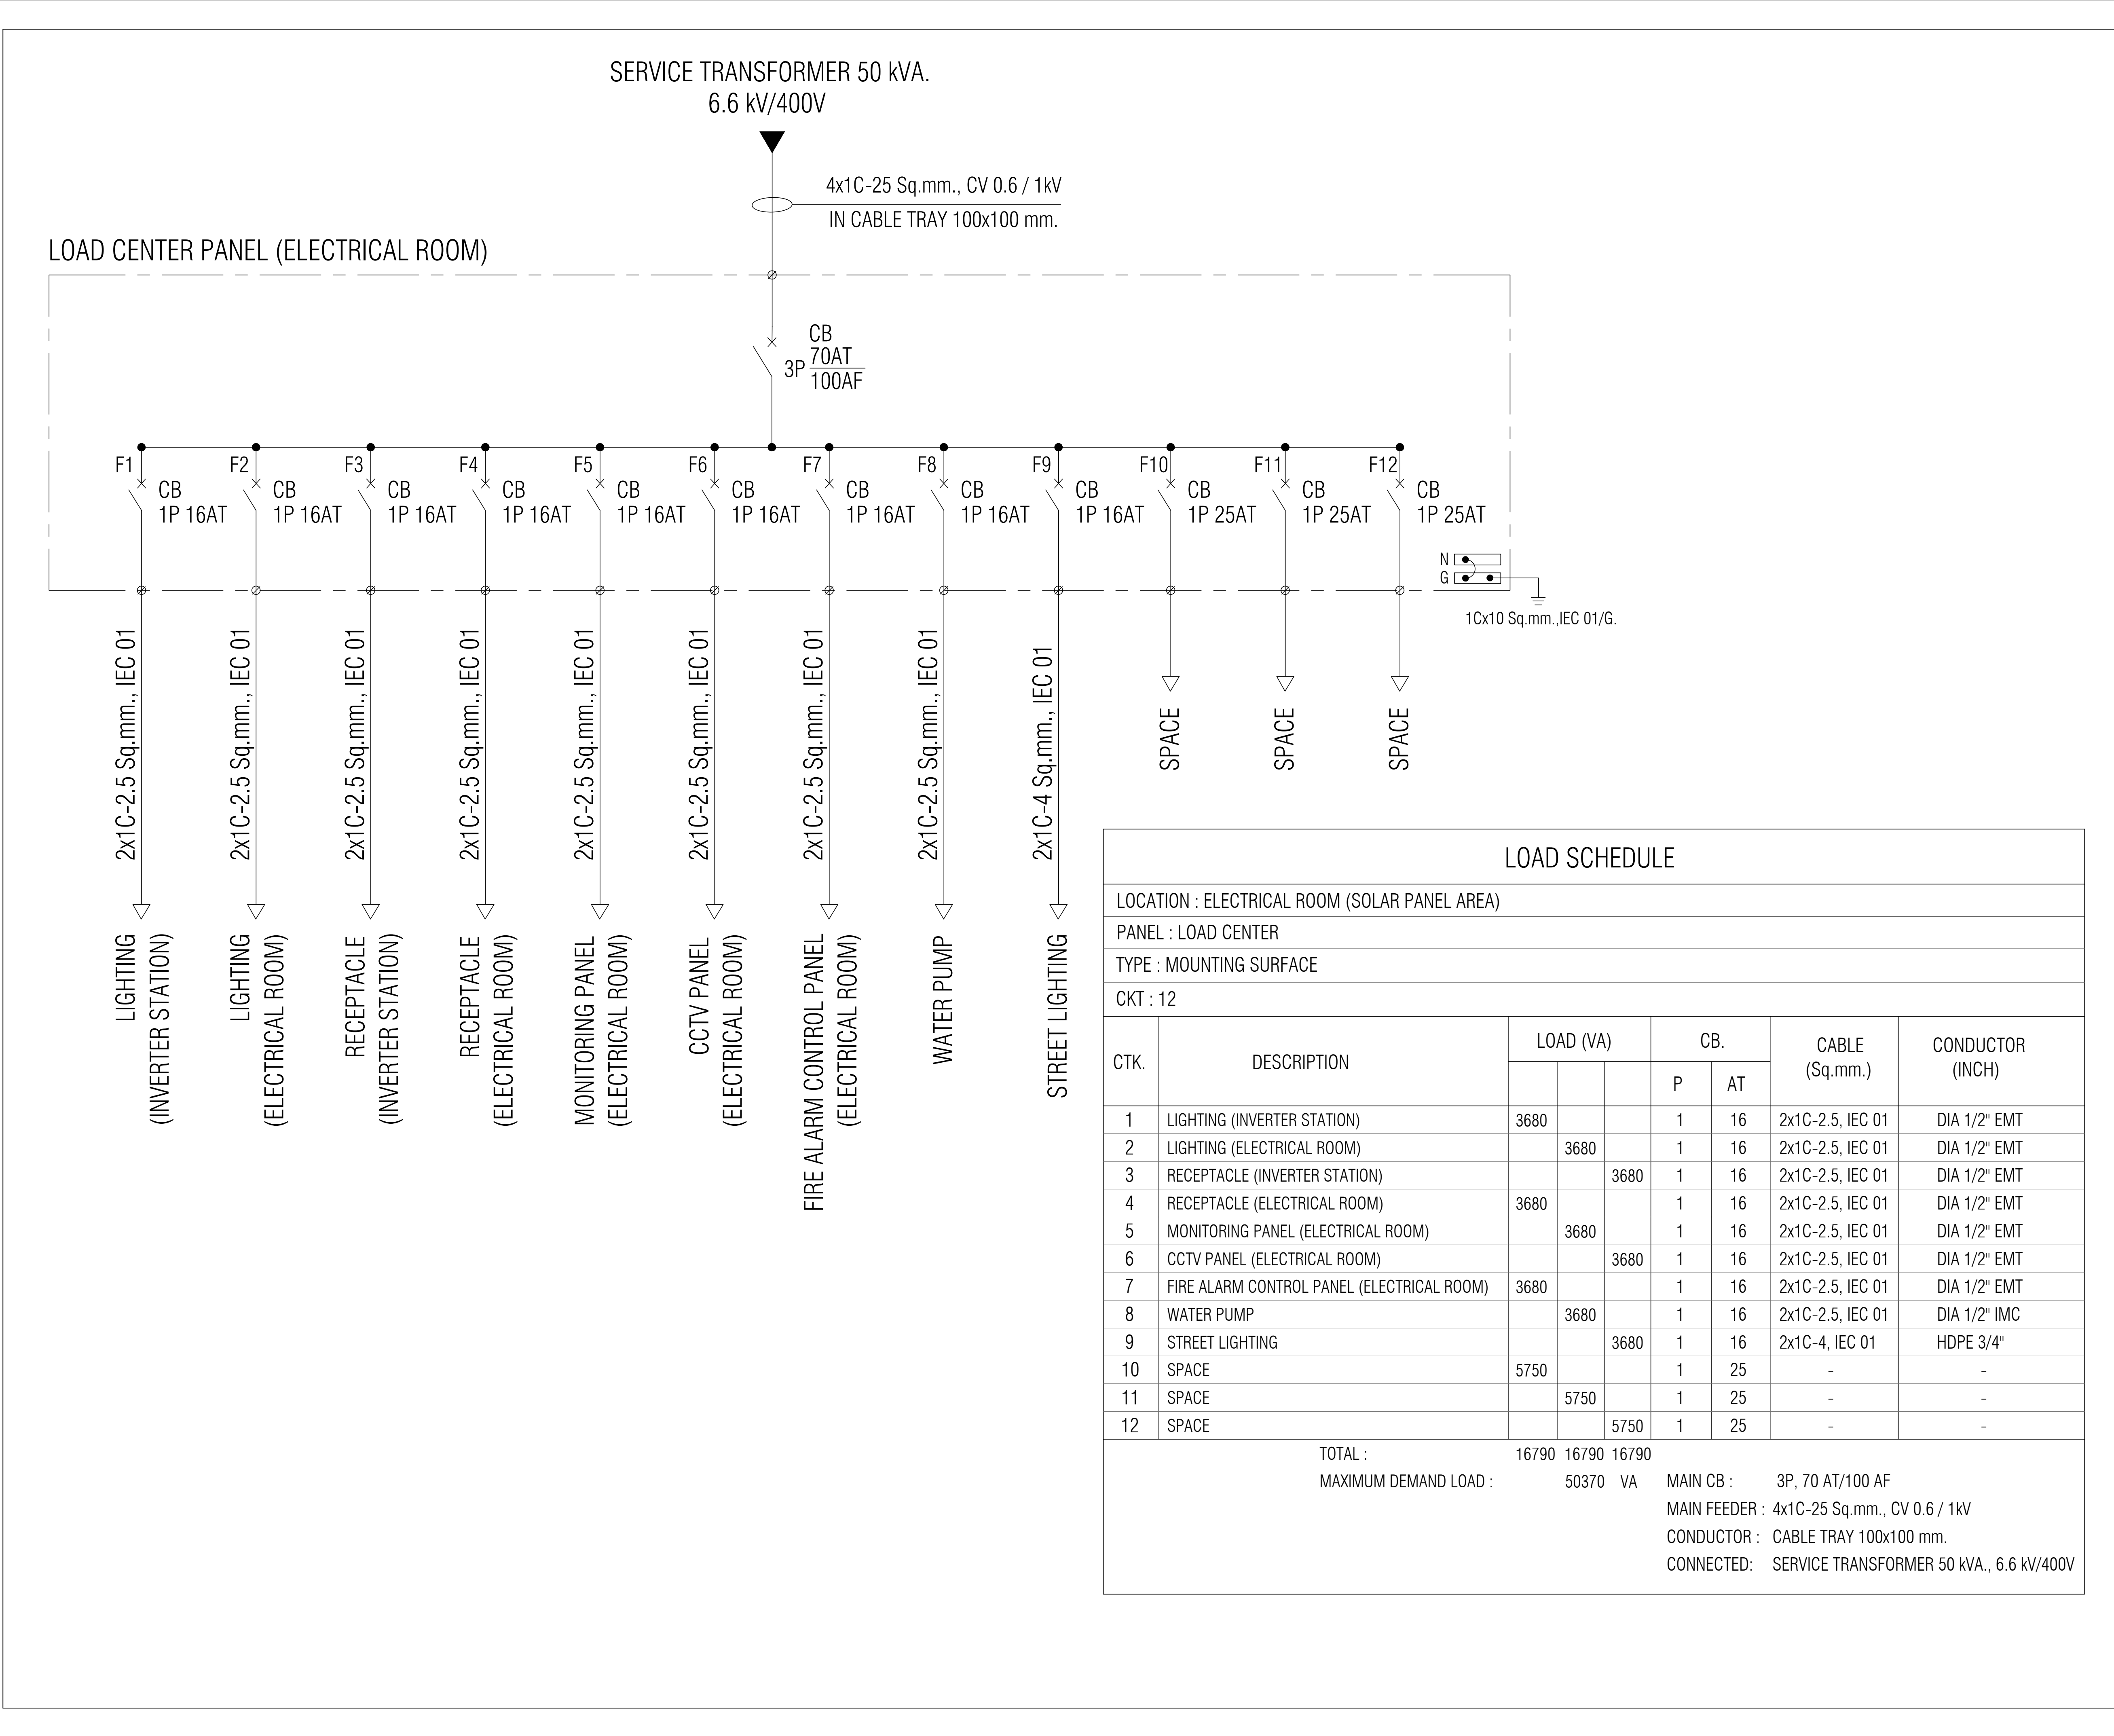 SERVICE TRANSFORMER 50 kVA.
6.6 kV/400V
4x1C-25 Sq.mm., CV 0.6 / 1kV
IN CABLE TRAY 100x100 mm.
LOAD CENTER PANEL (ELECTRICAL ROOM)
CB
3P 70AT
100AF
F1
CB
1P 16AT
F2
CB
1P 16AT
F3
CB
1P 16AT
F4
CB
1P 16AT
F5
CB
1P 16AT
F6
CB
1P 16AT
F7
CB
1P 16AT
F8
CB
1P 16AT
F9
CB
1P 16AT
F10
CB
1P 25AT
F11
CB
1P 25AT
F12
CB
1P 25AT
N
G
1Cx10 Sq.mm.,IEC 01/G.
2x1C-2.5 Sq.mm., IEC 01
2x1C-2.5 Sq.mm., IEC 01
2x1C-2.5 Sq.mm., IEC 01
2x1C-2.5 Sq.mm., IEC 01
2x1C-2.5 Sq.mm., IEC 01
2x1C-2.5 Sq.mm., IEC 01
2x1C-2.5 Sq.mm., IEC 01
2x1C-2.5 Sq.mm., IEC 01
2x1C-4 Sq.mm., IEC 01
SPACE
SPACE
SPACE
LIGHTING
(INVERTER STATION)
LIGHTING
(ELECTRICAL ROOM)
RECEPTACLE
(INVERTER STATION)
RECEPTACLE
(ELECTRICAL ROOM)
MONITORING PANEL
(ELECTRICAL ROOM)
CCTV PANEL
(ELECTRICAL ROOM)
FIRE ALARM CONTROL PANEL
(ELECTRICAL ROOM)
WATER PUMP
STREET LIGHTING
LOAD SCHEDULE
LOCATION : ELECTRICAL ROOM (SOLAR PANEL AREA)
PANEL : LOAD CENTER
TYPE : MOUNTING SURFACE
CKT : 12
CTK. DESCRIPTION LOAD (VA) CB. CABLE (Sq.mm.) CONDUCTOR (INCH)
P AT
1 LIGHTING (INVERTER STATION) 3680 1 16 2x1C-2.5, IEC 01 DIA 1/2" EMT
2 LIGHTING (ELECTRICAL ROOM) 3680 1 16 2x1C-2.5, IEC 01 DIA 1/2" EMT
3 RECEPTACLE (INVERTER STATION) 3680 1 16 2x1C-2.5, IEC 01 DIA 1/2" EMT
4 RECEPTACLE (ELECTRICAL ROOM) 3680 1 16 2x1C-2.5, IEC 01 DIA 1/2" EMT
5 MONITORING PANEL (ELECTRICAL ROOM) 3680 1 16 2x1C-2.5, IEC 01 DIA 1/2" EMT
6 CCTV PANEL (ELECTRICAL ROOM) 3680 1 16 2x1C-2.5, IEC 01 DIA 1/2" EMT
7 FIRE ALARM CONTROL PANEL (ELECTRICAL ROOM) 3680 1 16 2x1C-2.5, IEC 01 DIA 1/2" EMT
8 WATER PUMP 3680 1 16 2x1C-2.5, IEC 01 DIA 1/2" IMC
9 STREET LIGHTING 3680 1 16 2x1C-4, IEC 01 HDPE 3/4"
10 SPACE 5750 1 25 - -
11 SPACE 5750 1 25 - -
12 SPACE 5750 1 25 - -
TOTAL : 16790 16790 16790
MAXIMUM DEMAND LOAD : 50370 VA MAIN CB : 3P, 70 AT/100 AF
MAIN FEEDER : 4x1C-25 Sq.mm., CV 0.6 / 1kV
CONDUCTOR : CABLE TRAY 100x100 mm.
CONNECTED: SERVICE TRANSFORMER 50 kVA., 6.6 kV/400V